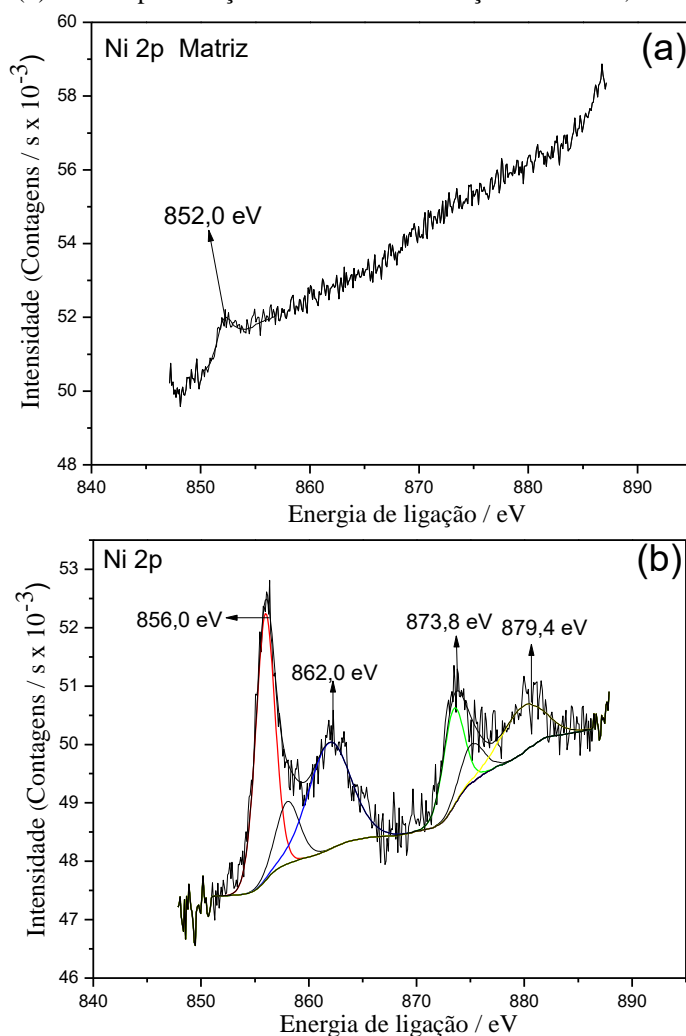 Ni 2p Matriz
(a)
852,0 eV
Intensidade (Contagens / s x 10⁻³)
60
58
56
54
52
50
48
840
850
860
870
880
890
Energia de ligação / eV
Ni 2p
(b)
856,0 eV
862,0 eV
873,8 eV
879,4 eV
Intensidade (Contagens / s x 10⁻³)
53
52
51
50
49
48
47
46
840
850
860
870
880
890
Energia de ligação / eV